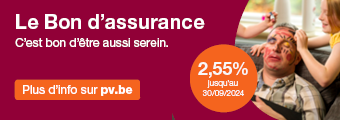 Le Bon d’assurance
C’est bon d’être aussi serein.
2,55%
jusqu'au
30/09/2024
Plus d’info sur pv.be